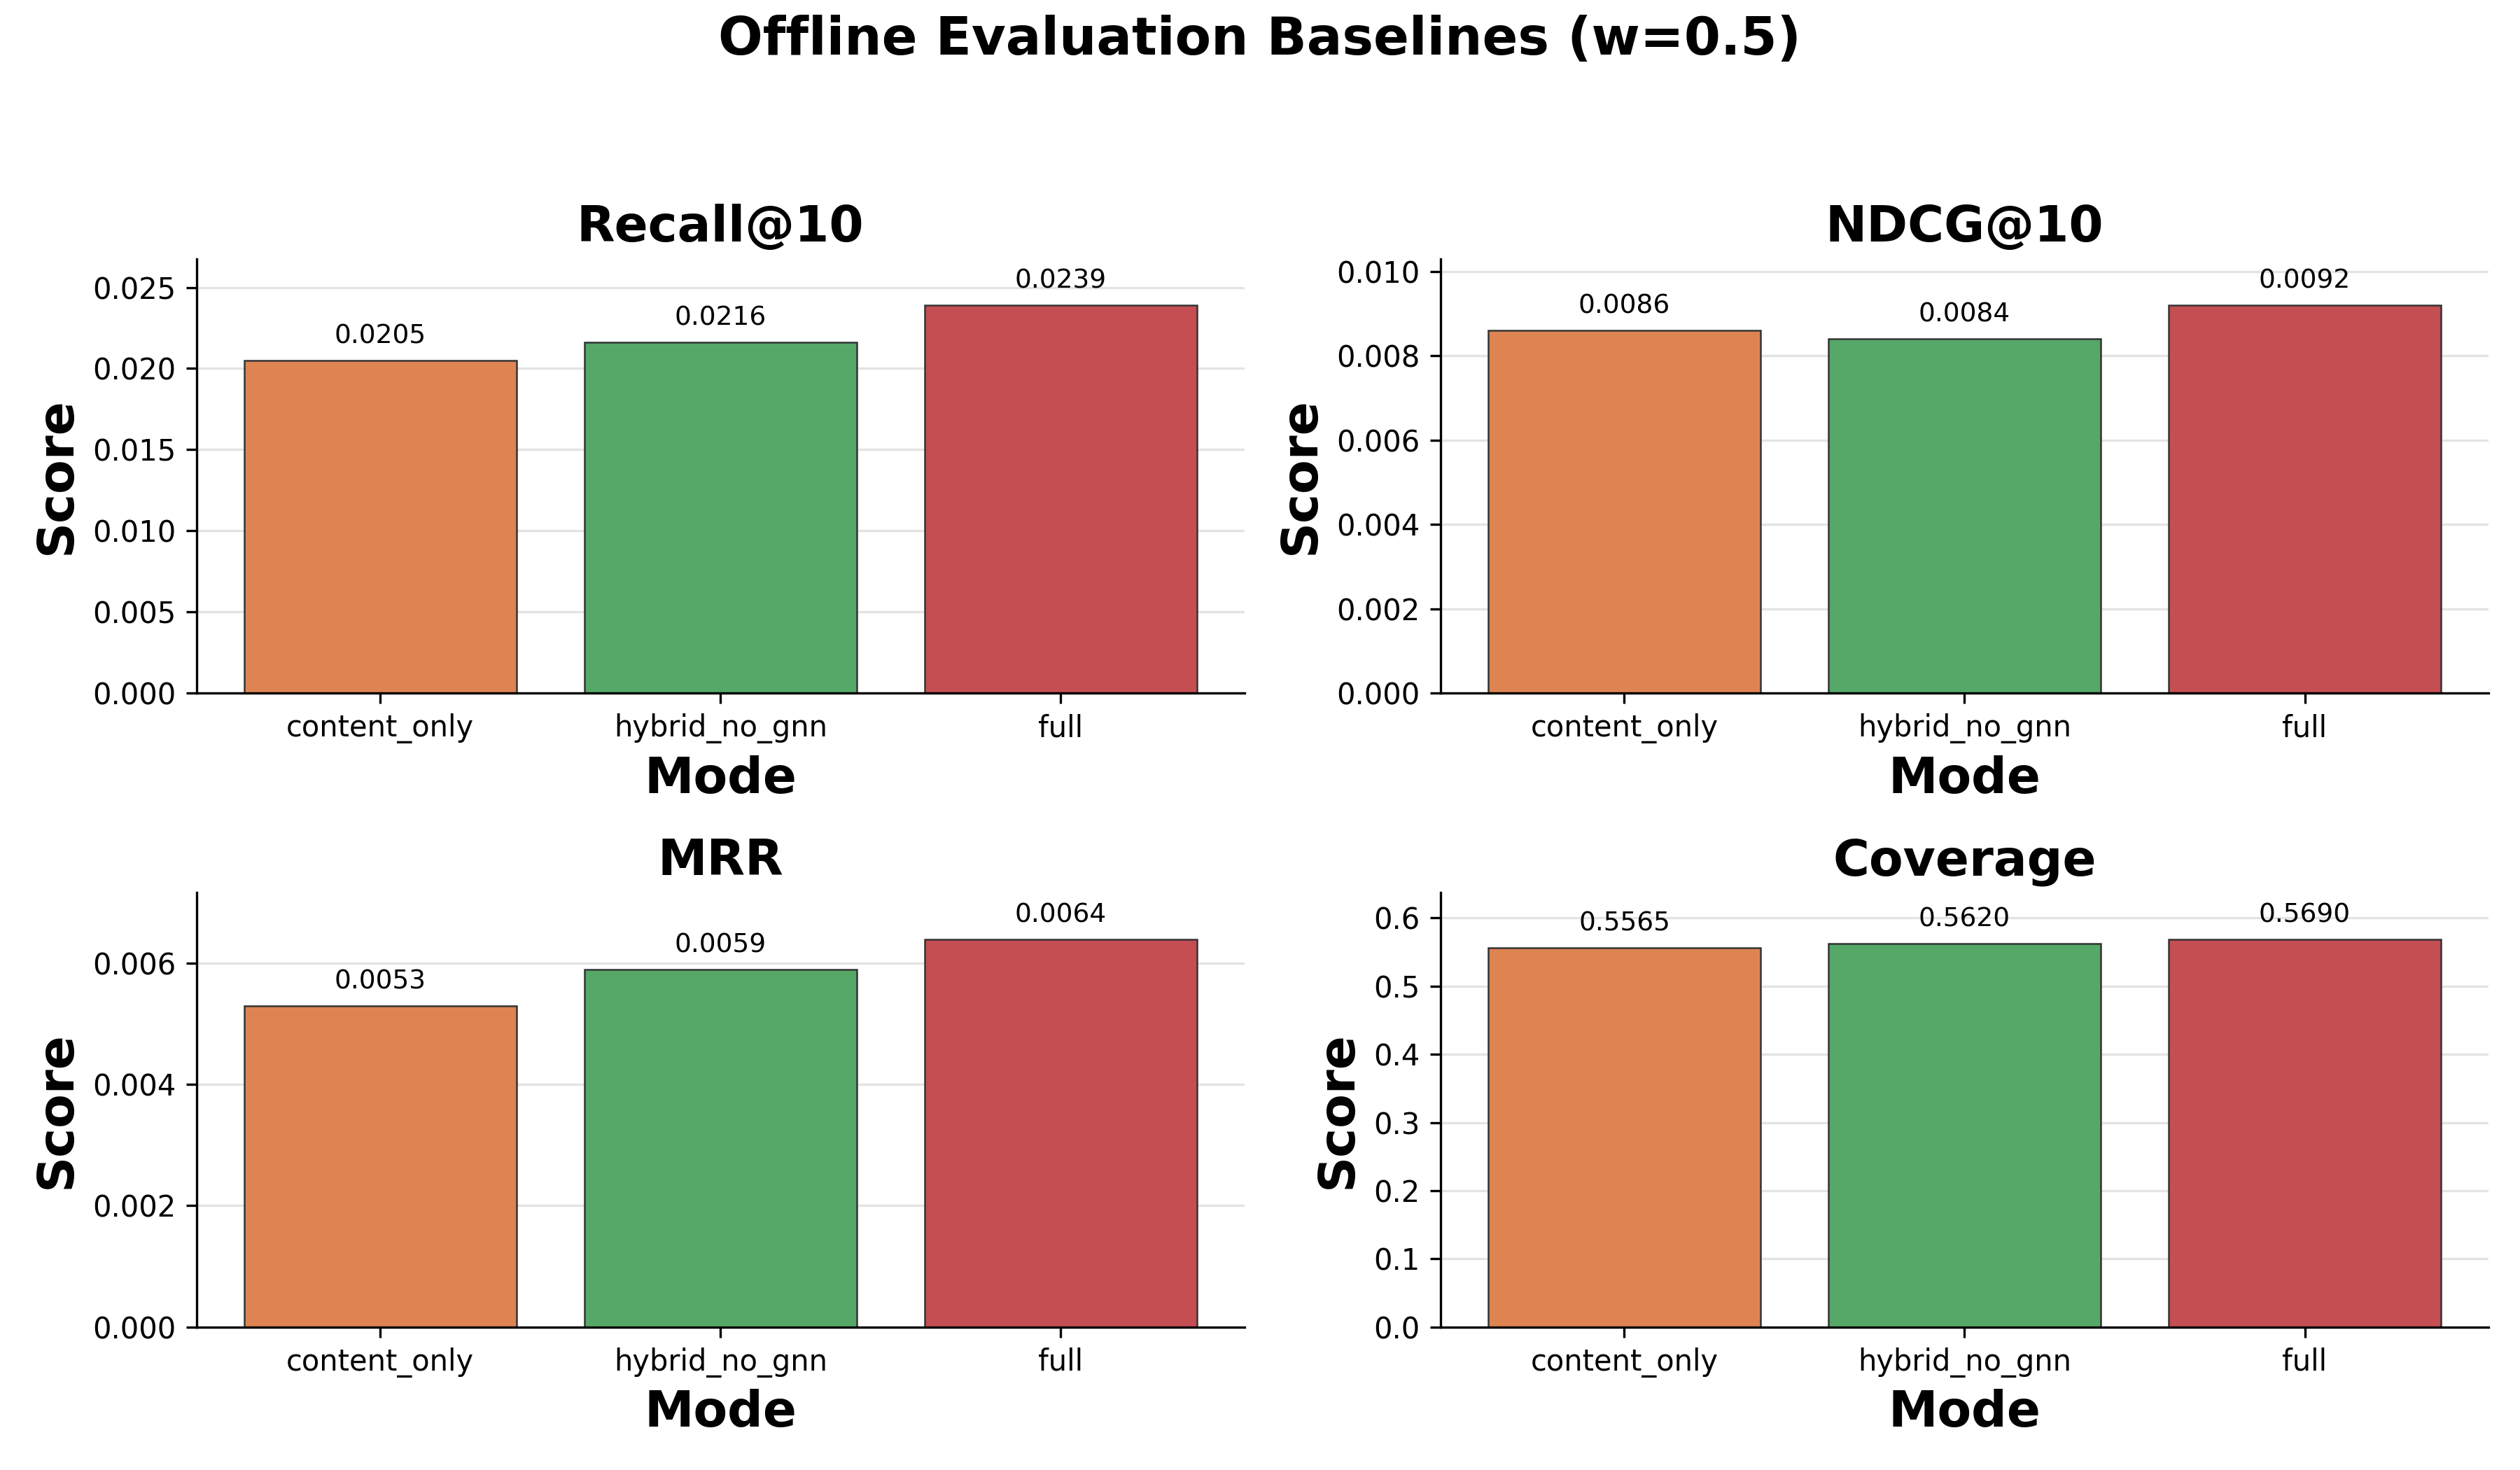 Offline Evaluation Baselines (w=0.5)
Recall@10
Score
0.025
0.020
0.015
0.010
0.005
0.000
0.0205
0.0216
0.0239
content_only
hybrid_no_gnn
full
Mode
NDCG@10
Score
0.010
0.008
0.006
0.004
0.002
0.000
0.0086
0.0084
0.0092
content_only
hybrid_no_gnn
full
Mode
MRR
Score
0.006
0.004
0.002
0.000
0.0053
0.0059
0.0064
content_only
hybrid_no_gnn
full
Mode
Coverage
Score
0.6
0.5
0.4
0.3
0.2
0.1
0.0
0.5565
0.5620
0.5690
content_only
hybrid_no_gnn
full
Mode